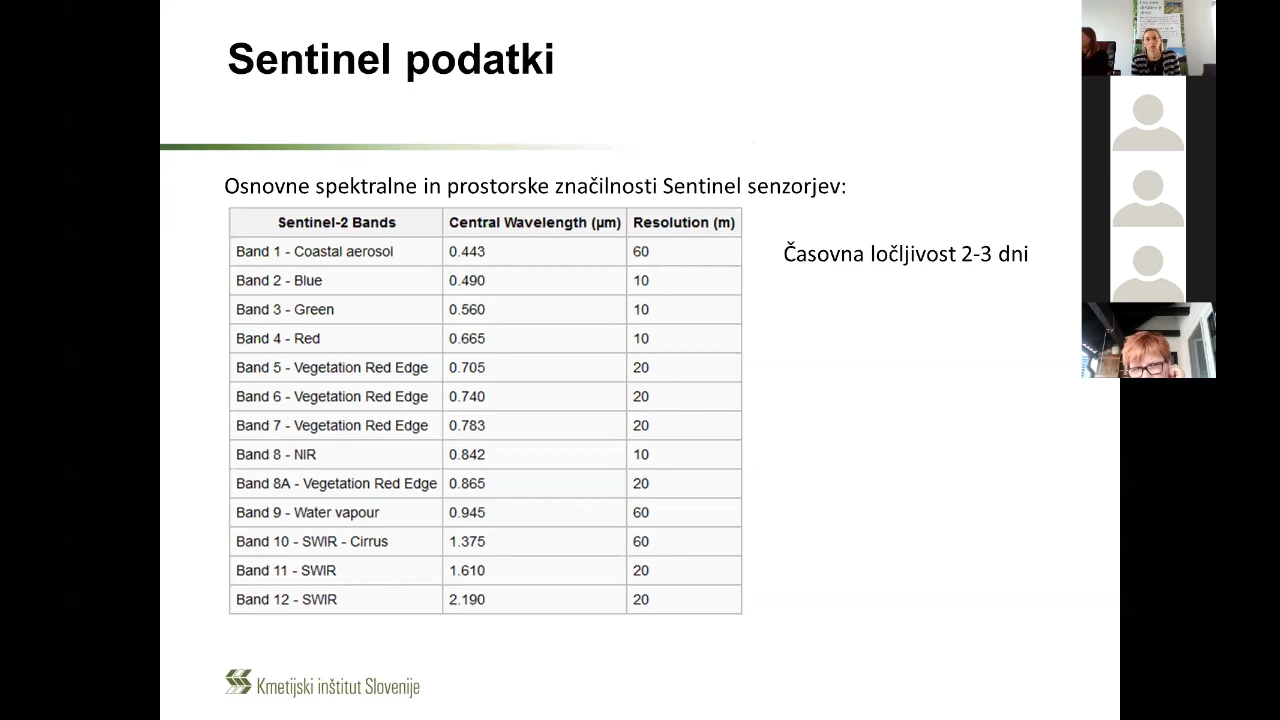 Sentinel podatki
Osnovne spektralne in prostorske značilnosti Sentinel senzorjev:
Sentinel-2 Bands Central Wavelength (µm) Resolution (m)
Band 1 - Coastal aerosol 0.443 60
Band 2 - Blue 0.490 10
Band 3 - Green 0.560 10
Band 4 - Red 0.665 10
Band 5 - Vegetation Red Edge 0.705 20
Band 6 - Vegetation Red Edge 0.740 20
Band 7 - Vegetation Red Edge 0.783 20
Band 8 - NIR 0.842 10
Band 8A - Vegetation Red Edge 0.865 20
Band 9 - Water vapour 0.945 60
Band 10 - SWIR - Cirrus 1.375 60
Band 11 - SWIR 1.610 20
Band 12 - SWIR 2.190 20
Časovna ločljivost 2-3 dni
Kmetijski inštitut Slovenije